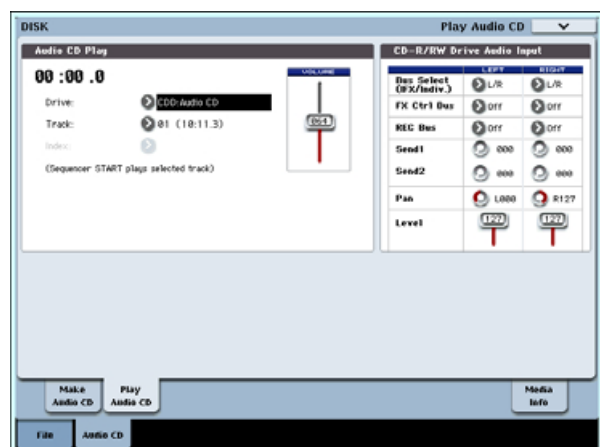 DISK
Play Audio CD
Audio CD Play
00 :00 .0
Drive:
CDD:Audio CD
Track:
01 (10:11.3)
Index:
(Sequencer START plays selected track)
VOLUME
064
CD-R/RW Drive Audio Input
LEFT RIGHT
Bus Select
(IFX/Indiv.)
L/R L/R
FX Ctrl Bus Off Off
REC Bus Off Off
Send1 000 000
Send2 000 000
Pan L000 R127
Level 127 127
Make
Audio CD
Play
Audio CD
Media
Info
File
Audio CD